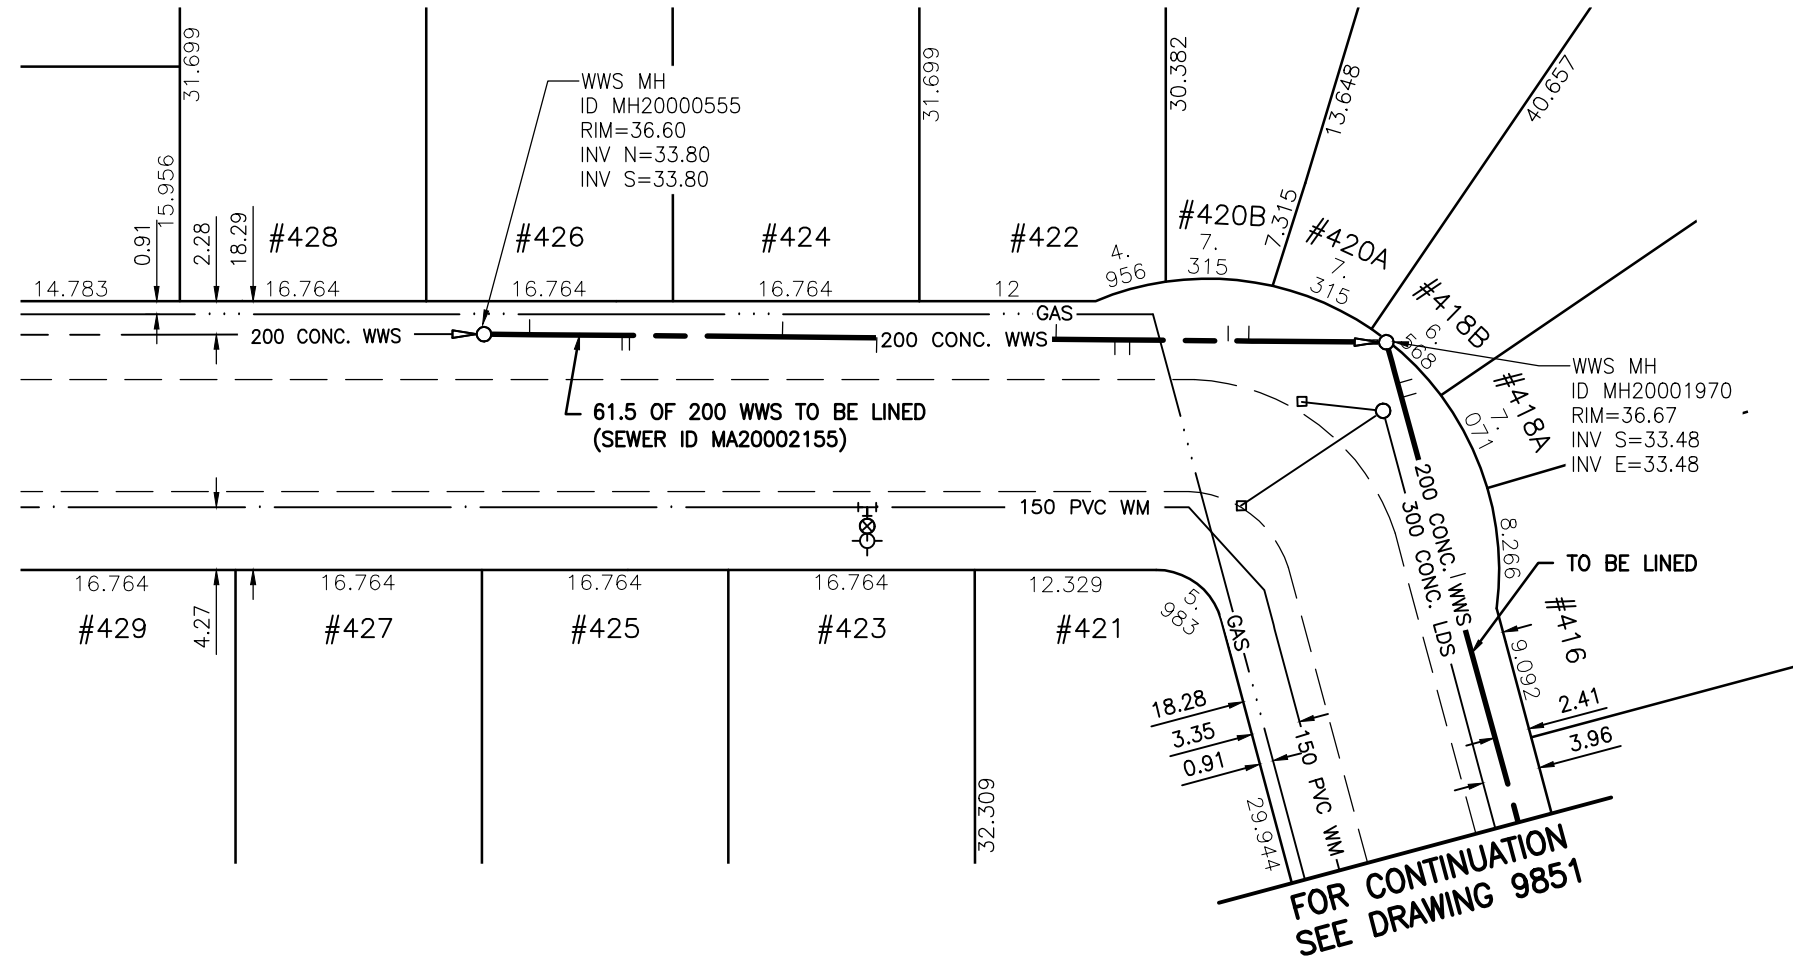 31.699
15.956
0.91
2.28
18.29
WWS MH
ID MH20000555
RIM=36.60
INV N=33.80
INV S=33.80
31.699
30.382
13.648
40.657
7.315
#428
#426
#424
#422
#420B
#420A
#418B
#418A
#416
14.783
16.764
16.764
16.764
12
4.
956
7.
315
7.
315
6.
568
7.
071
8.266
9.092
GAS
200 CONC. WWS
200 CONC. WWS
WWS MH
ID MH20001970
RIM=36.67
INV S=33.48
INV E=33.48
61.5 OF 200 WWS TO BE LINED
(SEWER ID MA20002155)
150 PVC WM
200 CONC. WWS
300 CONC. LDS
TO BE LINED
16.764
16.764
16.764
16.764
12.329
5.
983
#429
#427
#425
#423
#421
4.27
GAS
18.28
3.35
0.91
2.41
3.96
150 PVC WM
32.309
29.944
FOR CONTINUATION
SEE DRAWING 9851